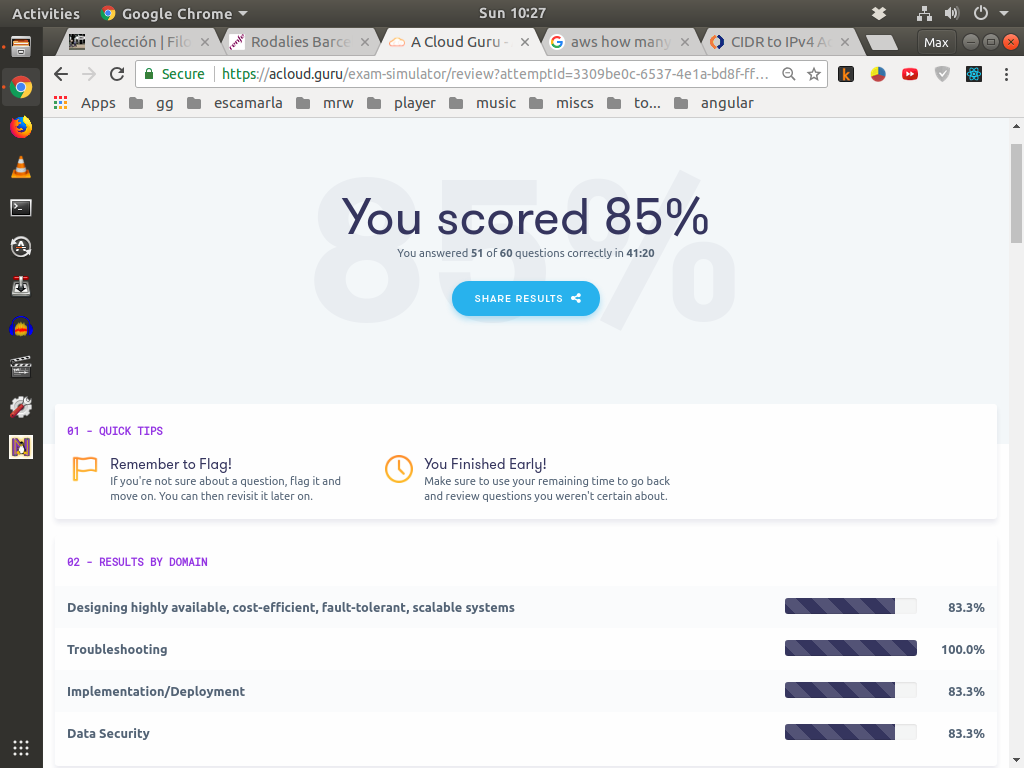 Activities Google Chrome Sun 10:27
Colección | Filo Rodalies Barce A Cloud Guru - aws how many CIDR to IPv4 Ac Max
Secure https://acloud.guru/exam-simulator/review?attemptId=3309be0c-6537-4e1a-bd8f-ff...
Apps gg escamarla mrw player music miscs to... angular
85%
You scored 85%
You answered 51 of 60 questions correctly in 41:20
SHARE RESULTS
01 - QUICK TIPS
Remember to Flag!
If you're not sure about a question, flag it and
move on. You can then revisit it later on.
You Finished Early!
Make sure to use your remaining time to go back
and review questions you weren't certain about.
02 - RESULTS BY DOMAIN
Designing highly available, cost-efficient, fault-tolerant, scalable systems 83.3%
Troubleshooting 100.0%
Implementation/Deployment 83.3%
Data Security 83.3%